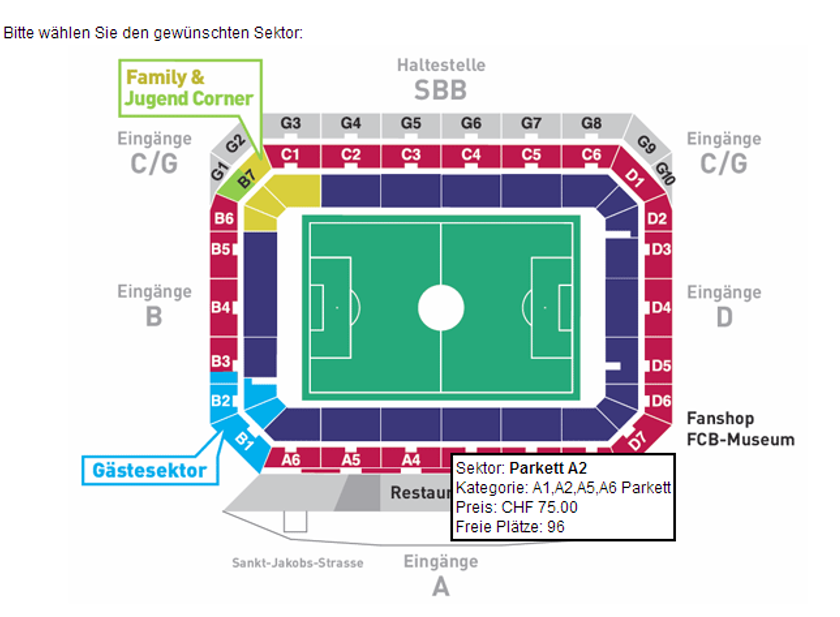 Bitte wählen Sie den gewünschten Sektor:
Haltestelle
SBB
Family &
Jugend Corner
Eingänge
C/G
Eingänge
C/G
G1
G2
G3
G4
G5
G6
G7
G8
G9
G10
B7
C1
C2
C3
C4
C5
C6
D1
B6
D2
B5
D3
Eingänge
B
B4
D4
Eingänge
D
B3
D5
B2
D6
B1
D7
Fanshop
FCB-Museum
Gästesektor
A6
A5
A4
Sektor: Parkett A2
Kategorie: A1,A2,A5,A6 Parkett
Preis: CHF 75.00
Freie Plätze: 96
Restaur
Sankt-Jakobs-Strasse
Eingänge
A